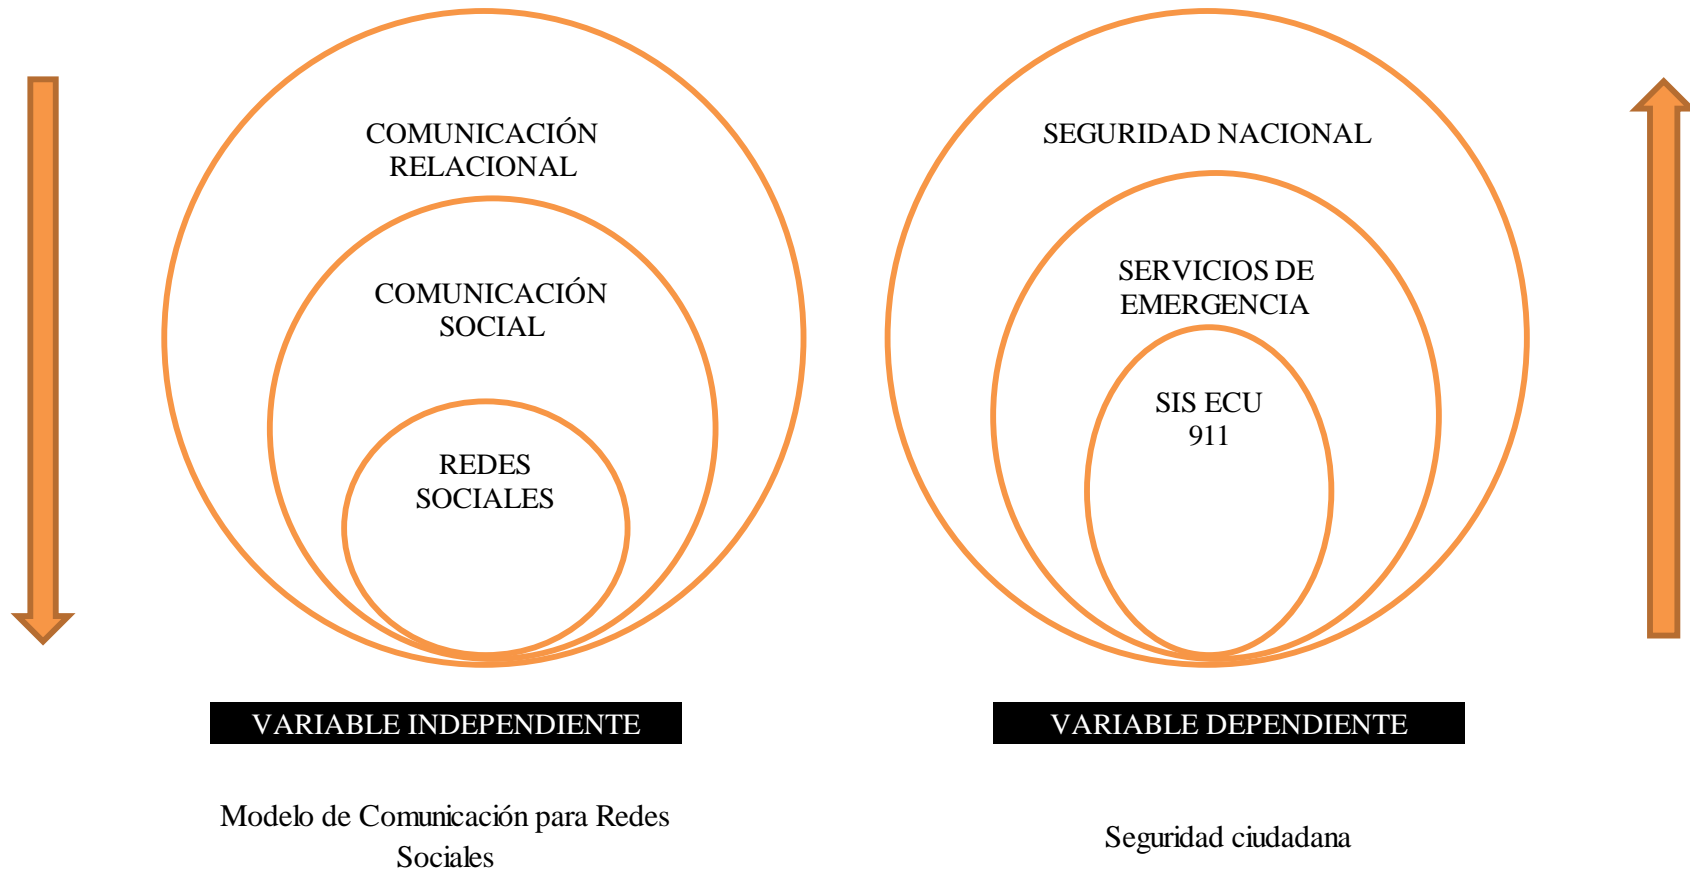 COMUNICACIÓN
RELACIONAL
COMUNICACIÓN
SOCIAL
REDES
SOCIALES
SEGURIDAD NACIONAL
SERVICIOS DE
EMERGENCIA
SIS ECU
911
VARIABLE INDEPENDIENTE
VARIABLE DEPENDIENTE
Modelo de Comunicación para Redes
Sociales
Seguridad ciudadana